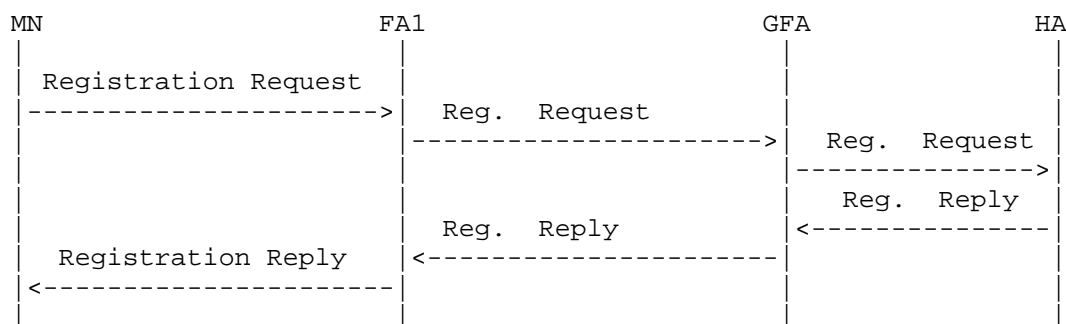 MN FA1 GFA HA
Registration Request
Reg. Request
Reg. Request
Reg. Reply
Reg. Reply
Registration Reply